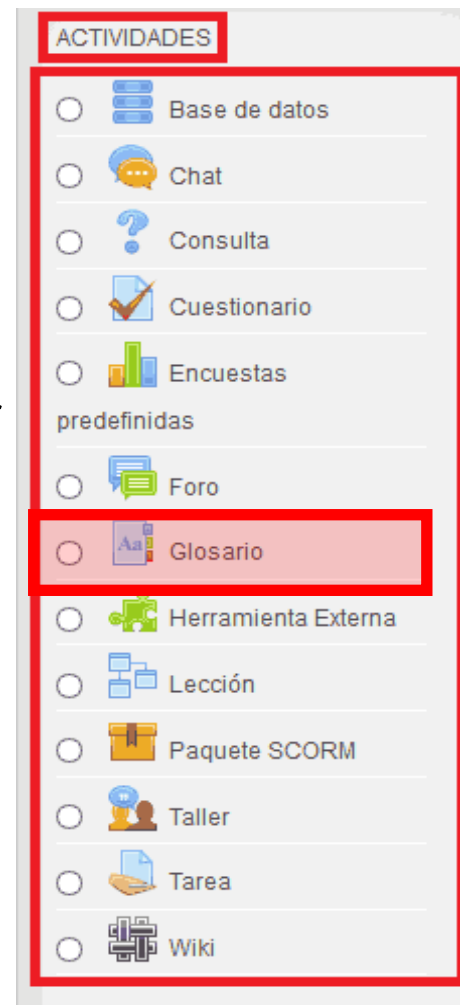 ACTIVIDADES
Base de datos
Chat
Consulta
Cuestionario
Encuestas
predefinidas
Foro
Aa
Glosario
Herramienta Externa
Lección
Paquete SCORM
Taller
Tarea
Wiki